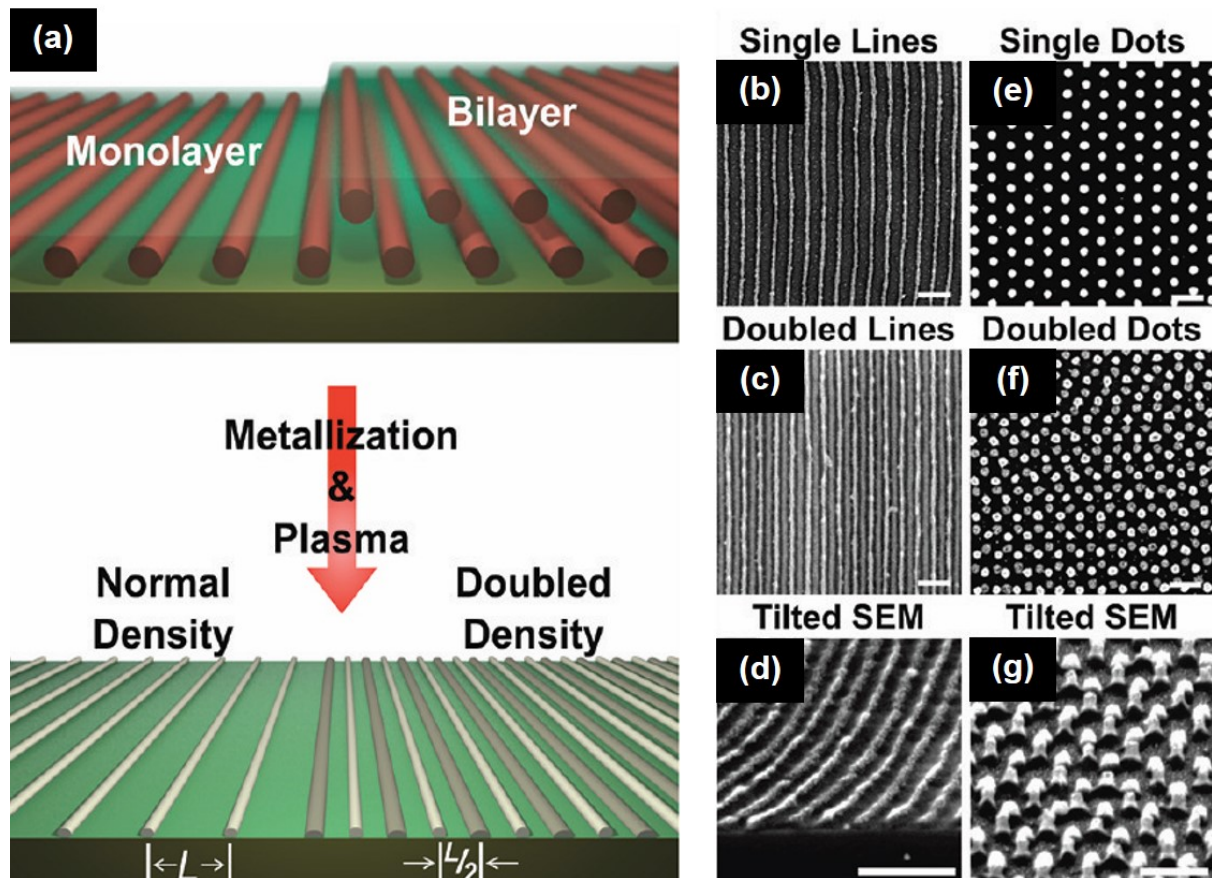 (a)
Monolayer
Bilayer
Metallization
&
Plasma
Normal
Density
Doubled
Density
L
L/2
Single Lines
(b)
Single Dots
(e)
Doubled Lines
(c)
Doubled Dots
(f)
Tilted SEM
(d)
Tilted SEM
(g)